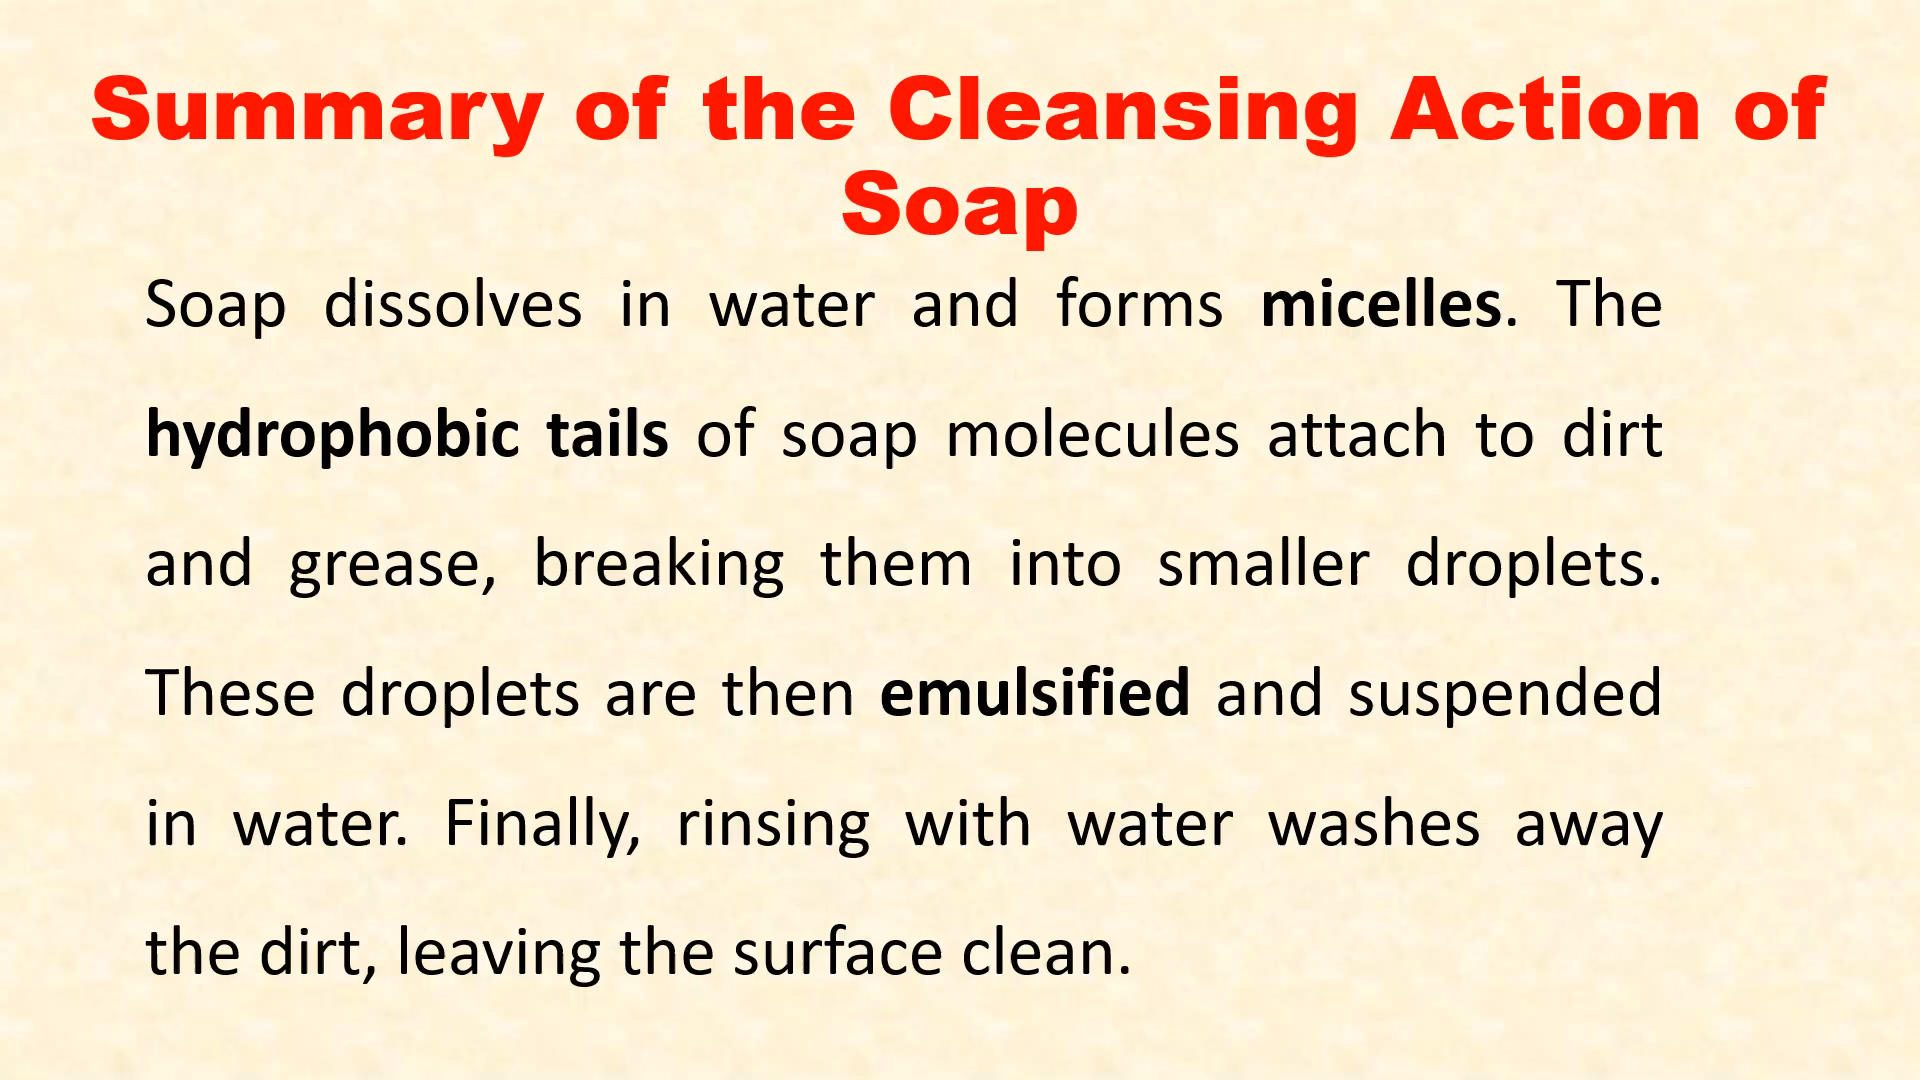 Summary of the Cleansing Action of
Soap
Soap dissolves in water and forms micelles. The
hydrophobic tails of soap molecules attach to dirt
and grease, breaking them into smaller droplets.
These droplets are then emulsified and suspended
in water. Finally, rinsing with water washes away
the dirt, leaving the surface clean.